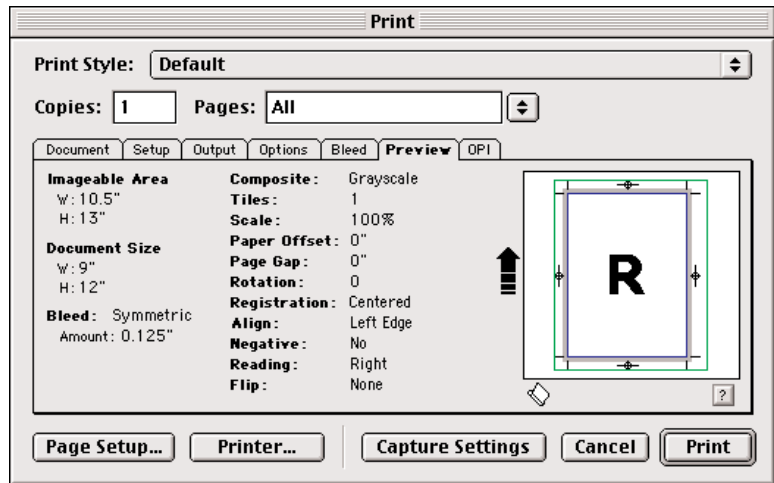 Print
Print Style: Default
Copies: 1 Pages: All
Document Setup Output Options Bleed Preview OPI
Imageable Area
W: 10.5"
H: 13"
Document Size
W: 9"
H: 12"
Bleed: Symmetric
Amount: 0.125"
Composite: Grayscale
Tiles: 1
Scale: 100%
Paper Offset: 0"
Page Gap: 0"
Rotation: 0
Registration: Centered
Align: Left Edge
Negative: No
Reading: Right
Flip: None
R
?
Page Setup... Printer... Capture Settings Cancel Print